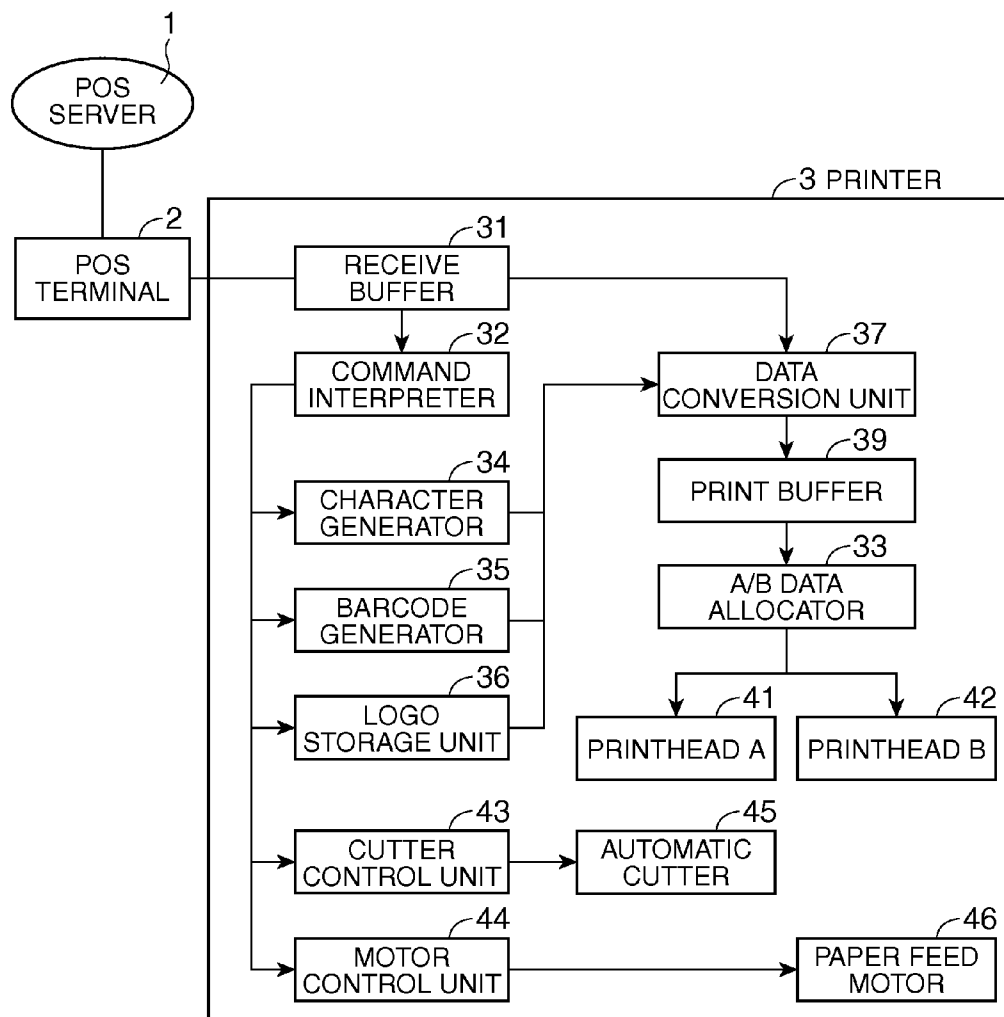 1
POS
SERVER
3 PRINTER
2
POS
TERMINAL
31
RECEIVE
BUFFER
32
COMMAND
INTERPRETER
37
DATA
CONVERSION UNIT
34
CHARACTER
GENERATOR
39
PRINT BUFFER
35
BARCODE
GENERATOR
33
A/B DATA
ALLOCATOR
36
LOGO
STORAGE UNIT
41
PRINTHEAD A
42
PRINTHEAD B
43
CUTTER
CONTROL UNIT
45
AUTOMATIC
CUTTER
44
MOTOR
CONTROL UNIT
46
PAPER FEED
MOTOR